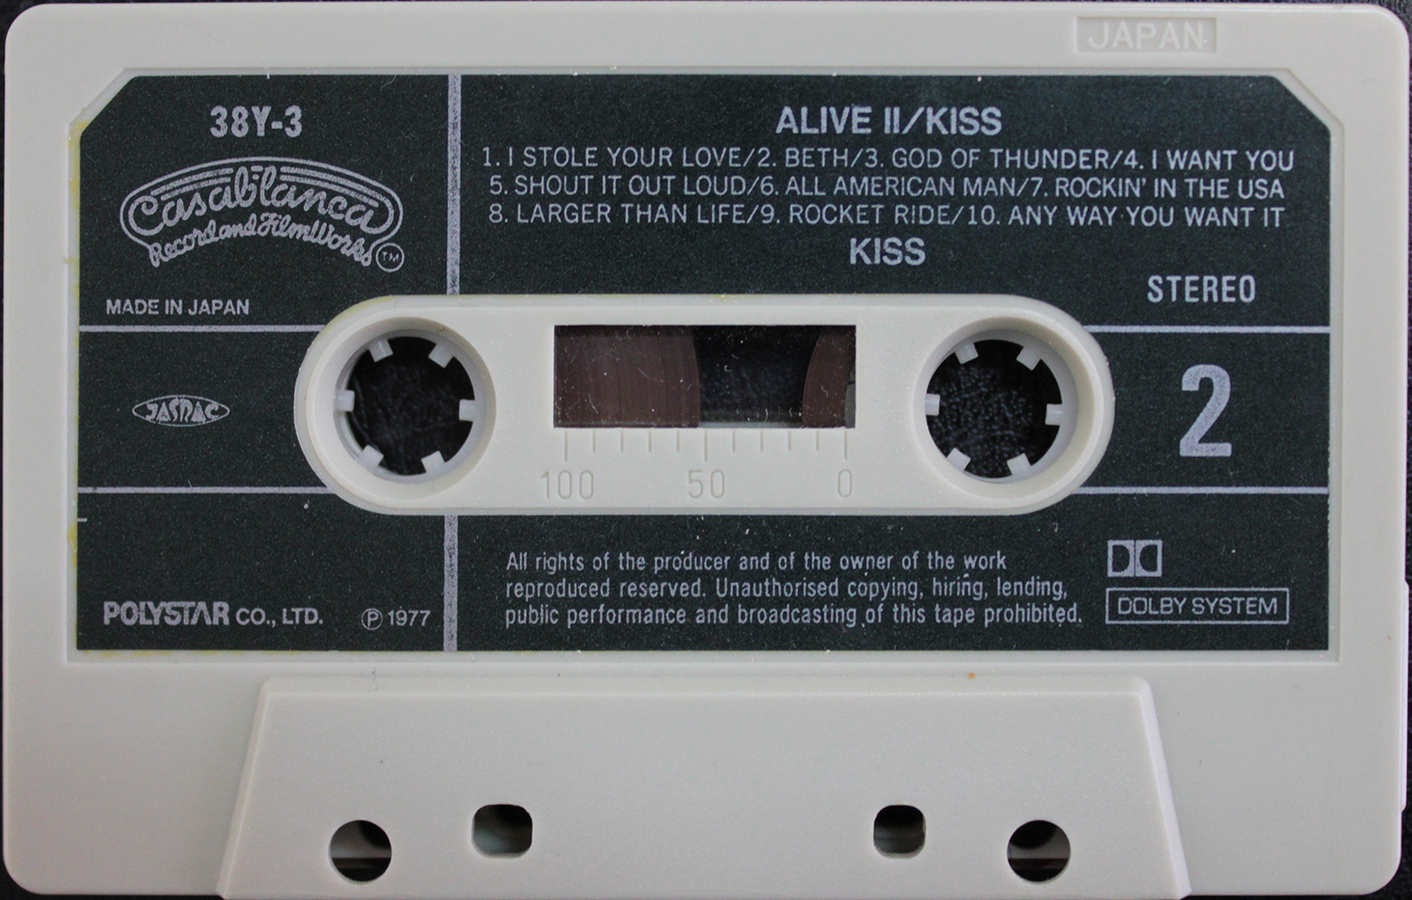 JAPAN
38Y-3
Casablanca
Record and FilmWorks
TM
MADE IN JAPAN
ALIVE II/KISS
1. I STOLE YOUR LOVE/2. BETH/3. GOD OF THUNDER/4. I WANT YOU
5. SHOUT IT OUT LOUD/6. ALL AMERICAN MAN/7. ROCKIN' IN THE USA
8. LARGER THAN LIFE/9. ROCKET RIDE/10. ANY WAY YOU WANT IT
KISS
STEREO
JASRAC
2
100 50 0
POLYSTAR CO., LTD. ℗ 1977
All rights of the producer and of the owner of the work
reproduced reserved. Unauthorised copying, hiring, lending,
public performance and broadcasting of this tape prohibited.
DOLBY SYSTEM